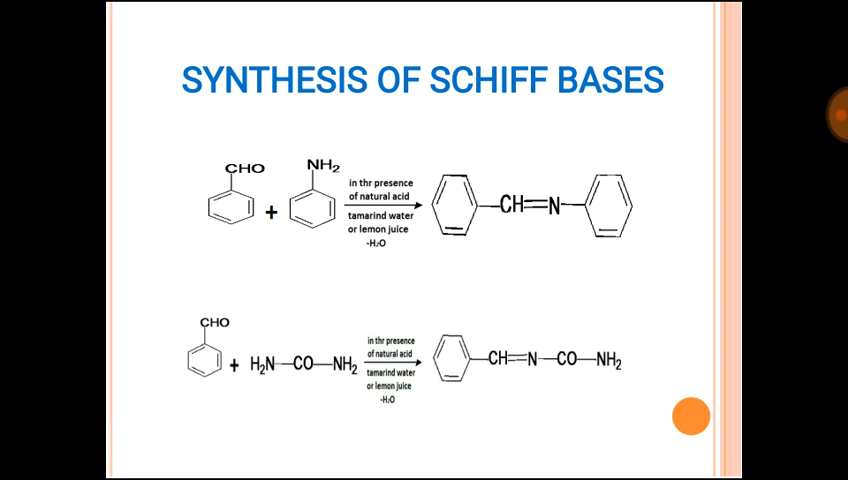 SYNTHESIS OF SCHIFF BASES
CHO
NH₂
+
in thr presence
of natural acid
tamarind water
or lemon juice
-H₂O
CH=N
CHO
+ H₂N—CO—NH₂
in thr presence
of natural acid
tamarind water
or lemon juice
-H₂O
CH=N—CO—NH₂